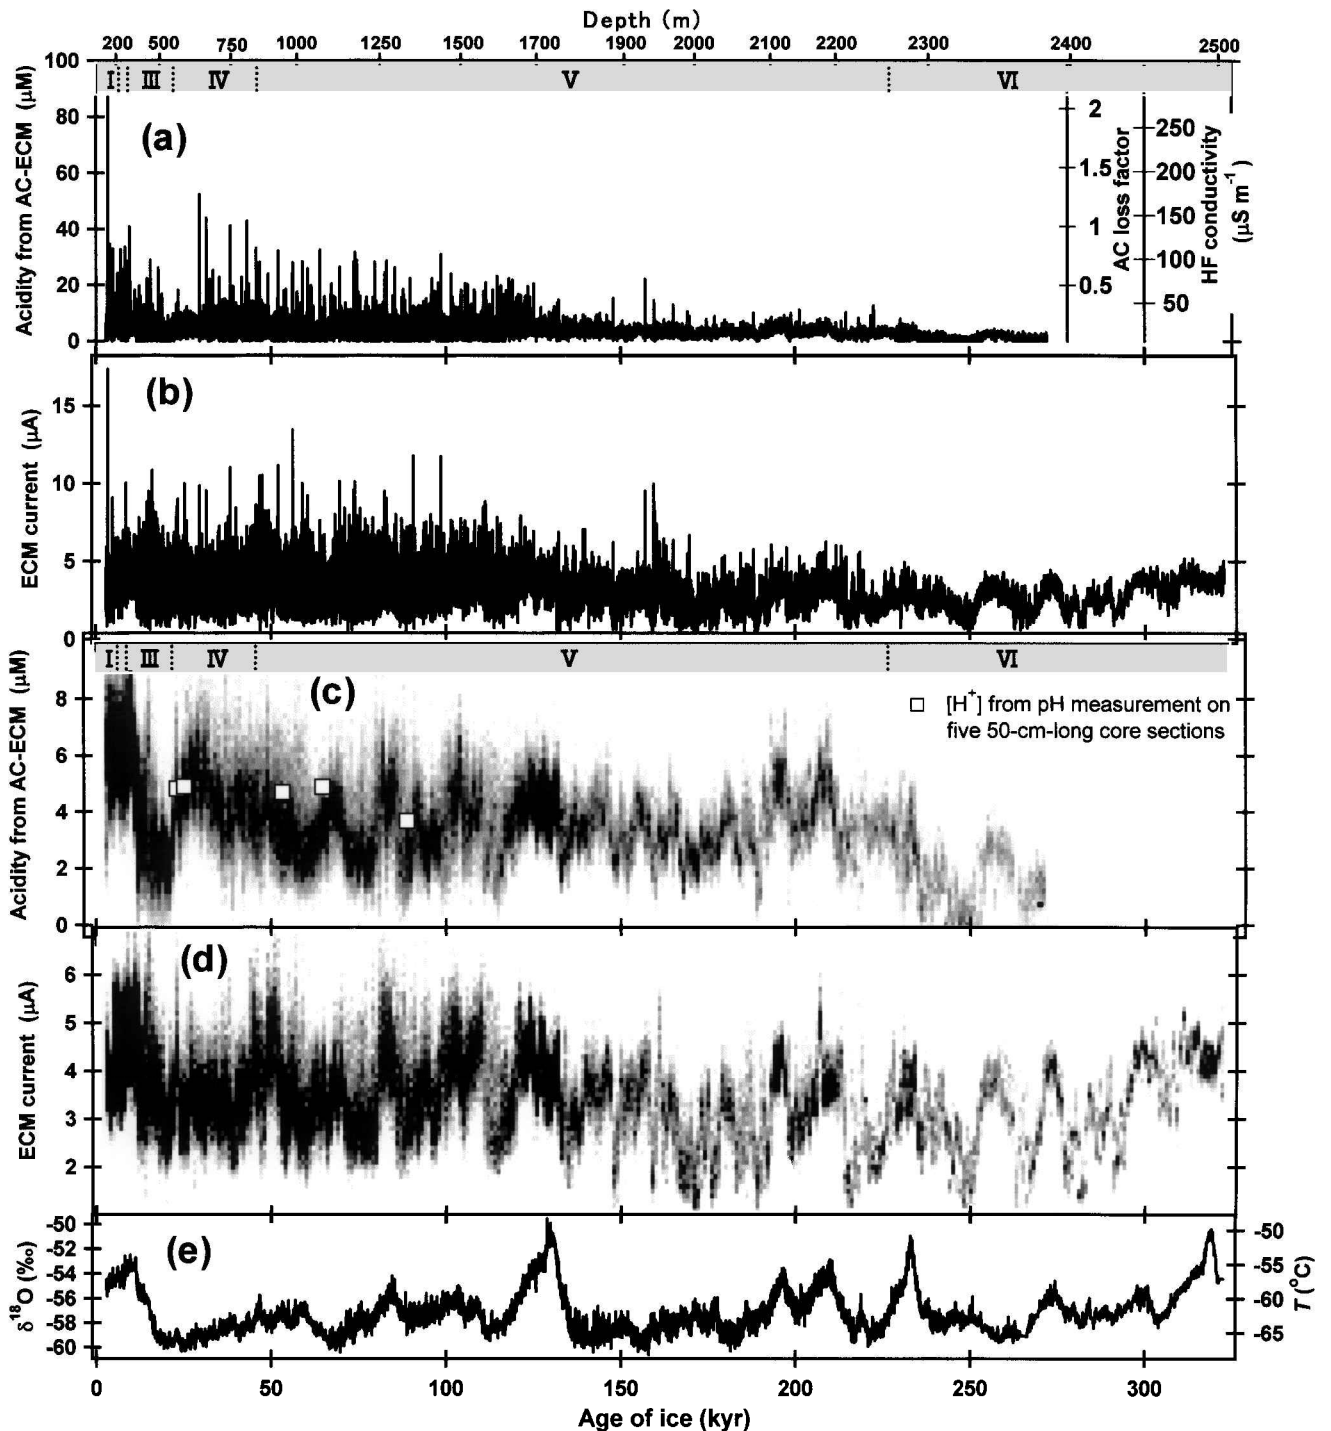 Depth (m)
200 500 750 1000 1250 1500 1700 1900 2000 2100 2200 2300 2400 2500
I III IV V VI
Acidity from AC-ECM (μM)
100
80
60
40
20
0
(a)
2
1.5
1
0.5
AC loss factor
250
200
150
100
50
HF conductivity
(μS m⁻¹)
ECM current (μA)
15
10
5
0
(b)
I III IV V VI
Acidity from AC-ECM (μM)
8
6
4
2
0
(c)
[H⁺] from pH measurement on
five 50-cm-long core sections
ECM current (μA)
6
5
4
3
2
(d)
δ¹⁸O (‰)
-50
-52
-54
-56
-58
-60
(e)
-50
-55
-60
-65
T (°C)
0 50 100 150 200 250 300
Age of ice (kyr)